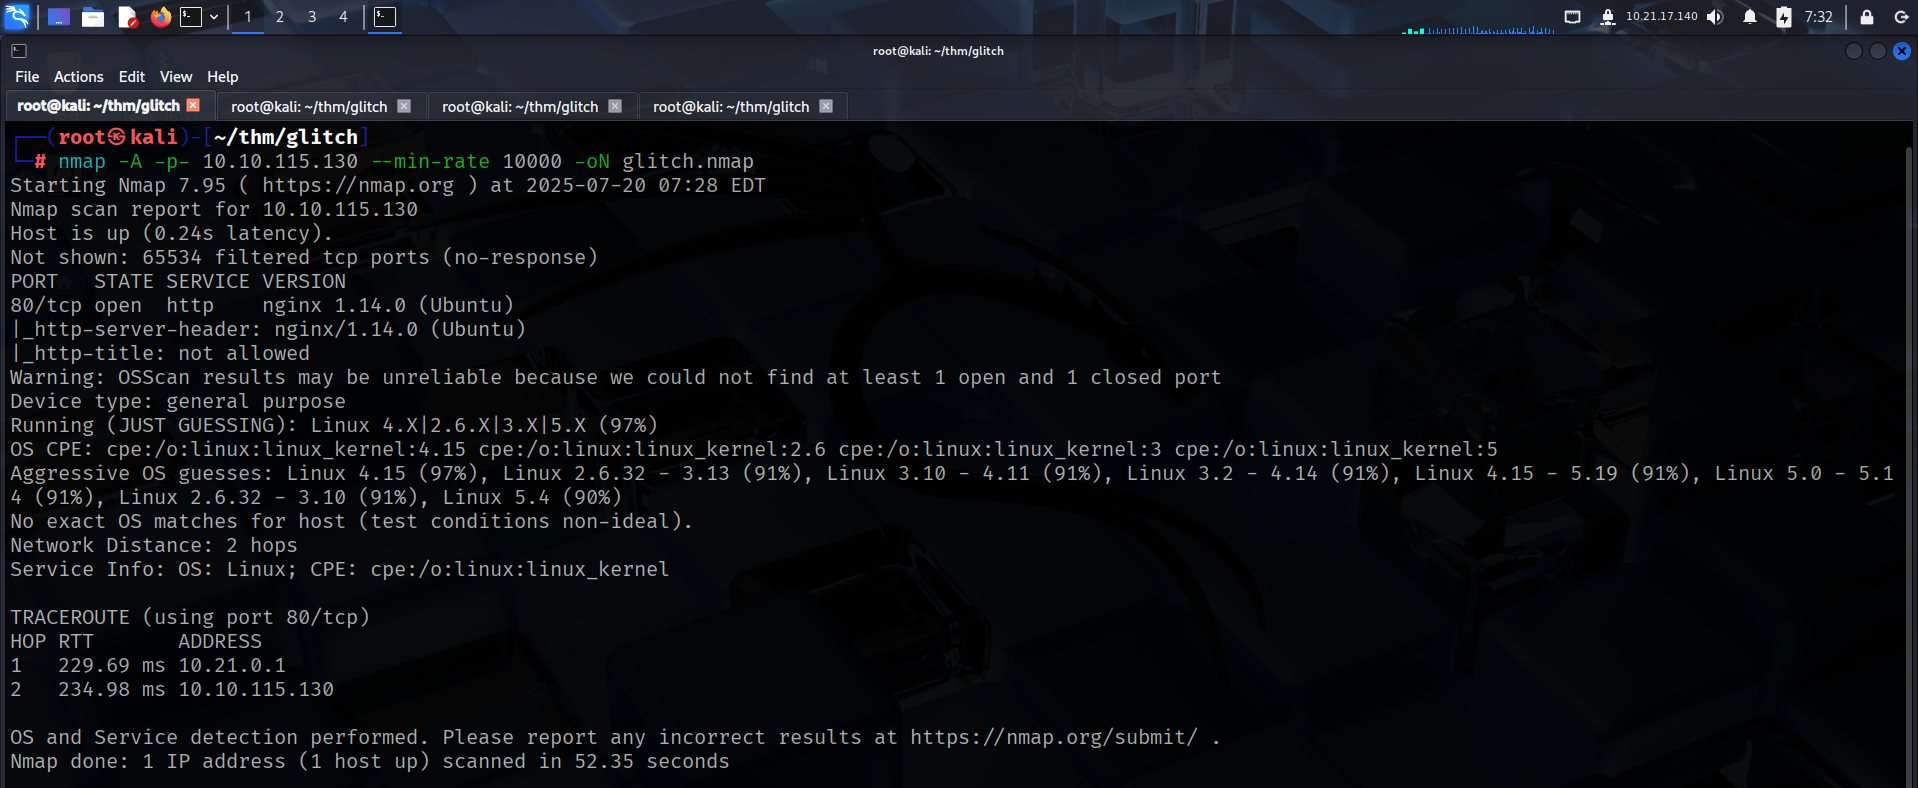 1 2 3 4 10.21.17.140 7:32
root@kali: ~/thm/glitch
File Actions Edit View Help
root@kali: ~/thm/glitch root@kali: ~/thm/glitch root@kali: ~/thm/glitch root@kali: ~/thm/glitch
┌──(root㉿kali)-[~/thm/glitch]
└─# nmap -A -p- 10.10.115.130 --min-rate 10000 -oN glitch.nmap
Starting Nmap 7.95 ( https://nmap.org ) at 2025-07-20 07:28 EDT
Nmap scan report for 10.10.115.130
Host is up (0.24s latency).
Not shown: 65534 filtered tcp ports (no-response)
PORT   STATE SERVICE VERSION
80/tcp open  http    nginx 1.14.0 (Ubuntu)
|_http-server-header: nginx/1.14.0 (Ubuntu)
|_http-title: not allowed
Warning: OSScan results may be unreliable because we could not find at least 1 open and 1 closed port
Device type: general purpose
Running (JUST GUESSING): Linux 4.X|2.6.X|3.X|5.X (97%)
OS CPE: cpe:/o:linux:linux_kernel:4.15 cpe:/o:linux:linux_kernel:2.6 cpe:/o:linux:linux_kernel:3 cpe:/o:linux:linux_kernel:5
Aggressive OS guesses: Linux 4.15 (97%), Linux 2.6.32 - 3.13 (91%), Linux 3.10 - 4.11 (91%), Linux 3.2 - 4.14 (91%), Linux 4.15 - 5.19 (91%), Linux 5.0 - 5.1
4 (91%), Linux 2.6.32 - 3.10 (91%), Linux 5.4 (90%)
No exact OS matches for host (test conditions non-ideal).
Network Distance: 2 hops
Service Info: OS: Linux; CPE: cpe:/o:linux:linux_kernel
TRACEROUTE (using port 80/tcp)
HOP RTT       ADDRESS
1   229.69 ms 10.21.0.1
2   234.98 ms 10.10.115.130
OS and Service detection performed. Please report any incorrect results at https://nmap.org/submit/ .
Nmap done: 1 IP address (1 host up) scanned in 52.35 seconds